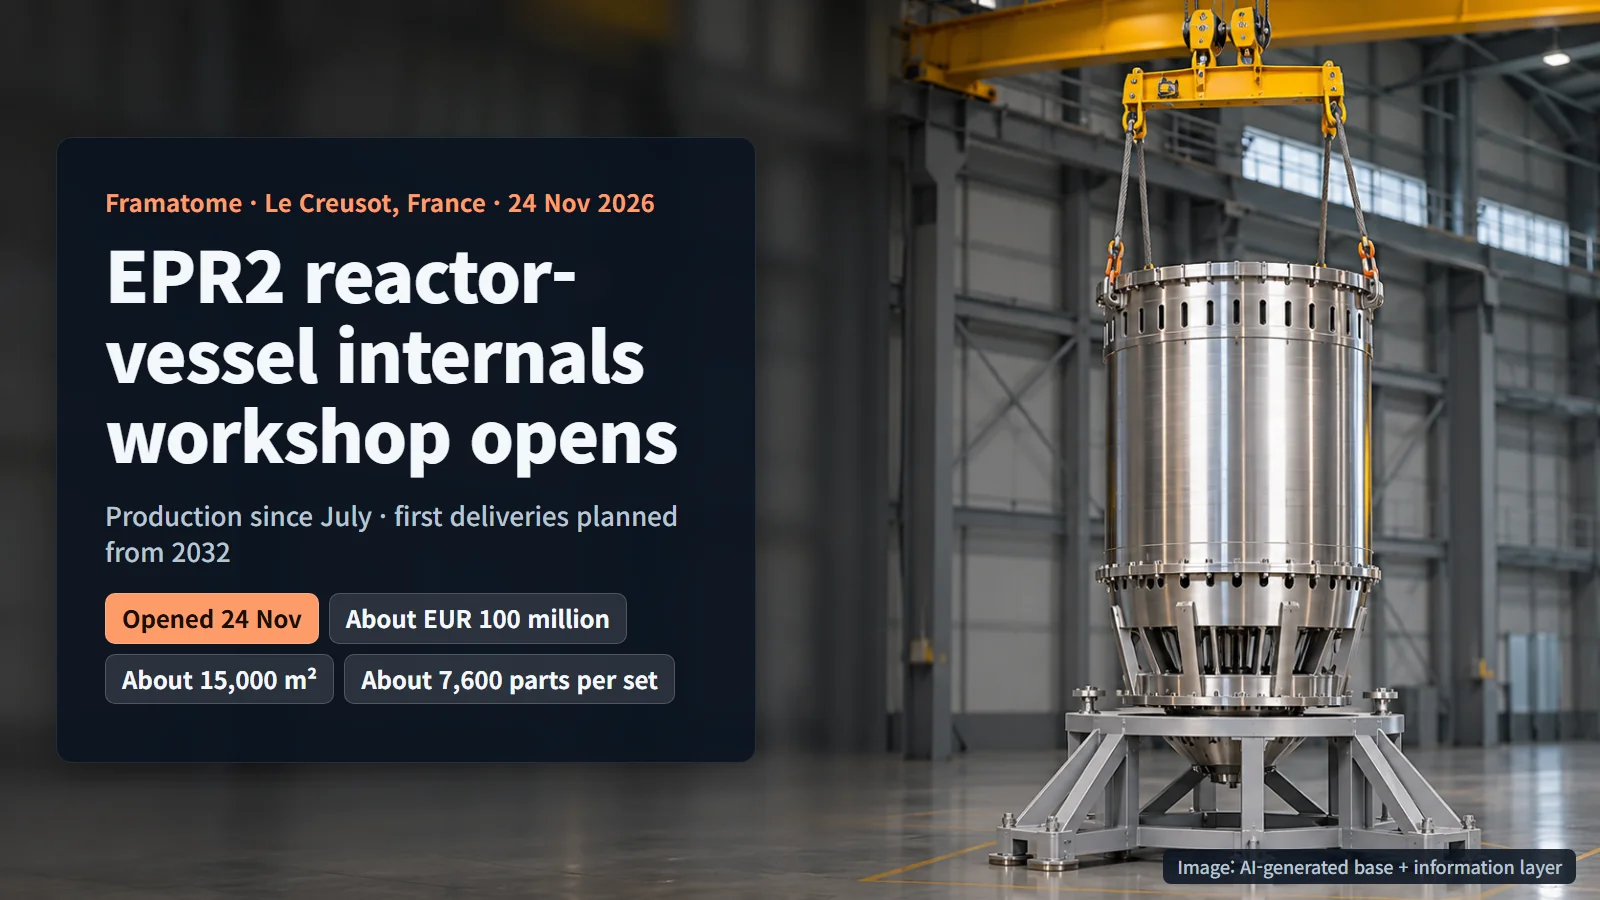 Framatome · Le Creusot, France · 24 Nov 2026
EPR2 reactor-
vessel internals
workshop opens
Production since July · first deliveries planned
from 2032
Opened 24 Nov
About EUR 100 million
About 15,000 m²
About 7,600 parts per set
Image: AI-generated base + information layer